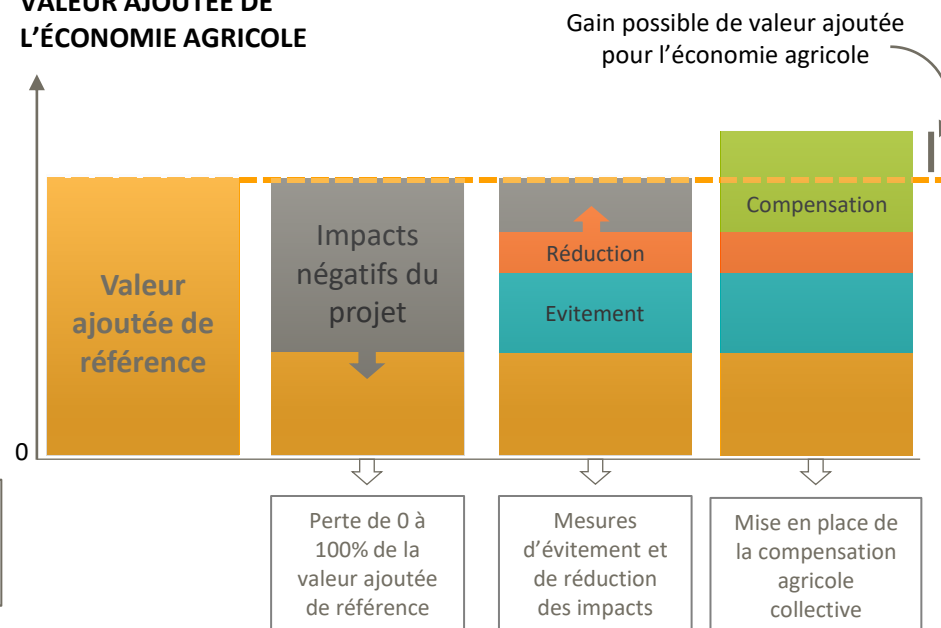 VALEUR AJOUTÉE DE
L’ÉCONOMIE AGRICOLE
Gain possible de valeur ajoutée
pour l’économie agricole
Valeur
ajoutée de
référence
Impacts
négatifs du
projet
Réduction
Evitement
Compensation
0
Perte de 0 à
100% de la
valeur ajoutée
de référence
Mesures
d’évitement et
de réduction
des impacts
Mise en place de
la compensation
agricole
collective